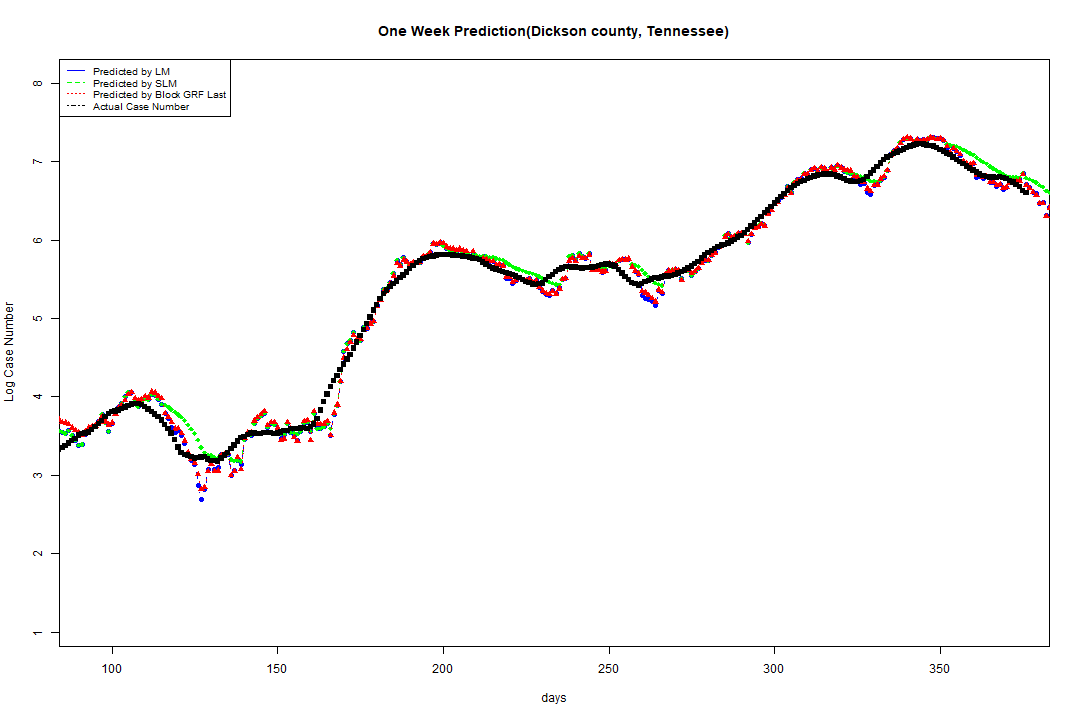 One Week Prediction(Dickson county, Tennessee)
Predicted by LM
Predicted by SLM
Predicted by Block GRF Last
Actual Case Number
8
7
6
5
4
3
2
1
Log Case Number
100 150 200 250 300 350
days